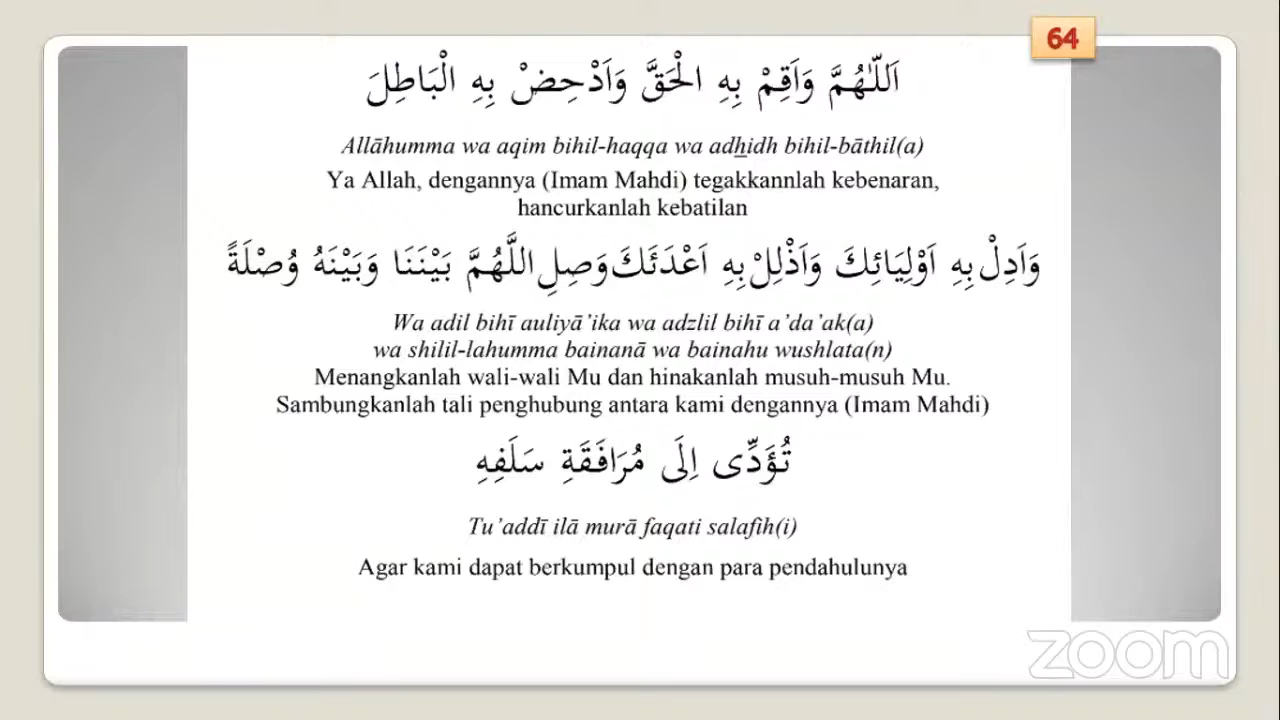 64
اَللّٰهُمَّ وَاَقِمْ بِهِ الْحَقَّ وَاَدْحِضْ بِهِ الْبَاطِلَ
Allāhumma wa aqim bihil-haqqa wa adhidh bihil-bāthil(a)
Ya Allah, dengannya (Imam Mahdi) tegakkannlah kebenaran,
hancurkanlah kebatilan
وَاَدِلْ بِهِ اَوْلِيَائِكَ وَاَذْلِلْ بِهِ اَعْدَئَكَ وَصِلِ اللَّهُمَّ بَيْنَنَا وَبَيْنَهُ وُصْلَةً
Wa adil bihī auliyā’ika wa adzlil bihī a’da’ak(a)
wa shilil-lahumma bainanā wa bainahu wushlata(n)
Menangkanlah wali-wali Mu dan hinakanlah musuh-musuh Mu.
Sambungkanlah tali penghubung antara kami dengannya (Imam Mahdi)
تُؤَدِّى اِلَى مُرَافَقَةِ سَلَفِهِ
Tu’addī ilā murā faqati salafih(i)
Agar kami dapat berkumpul dengan para pendahulunya
zoom